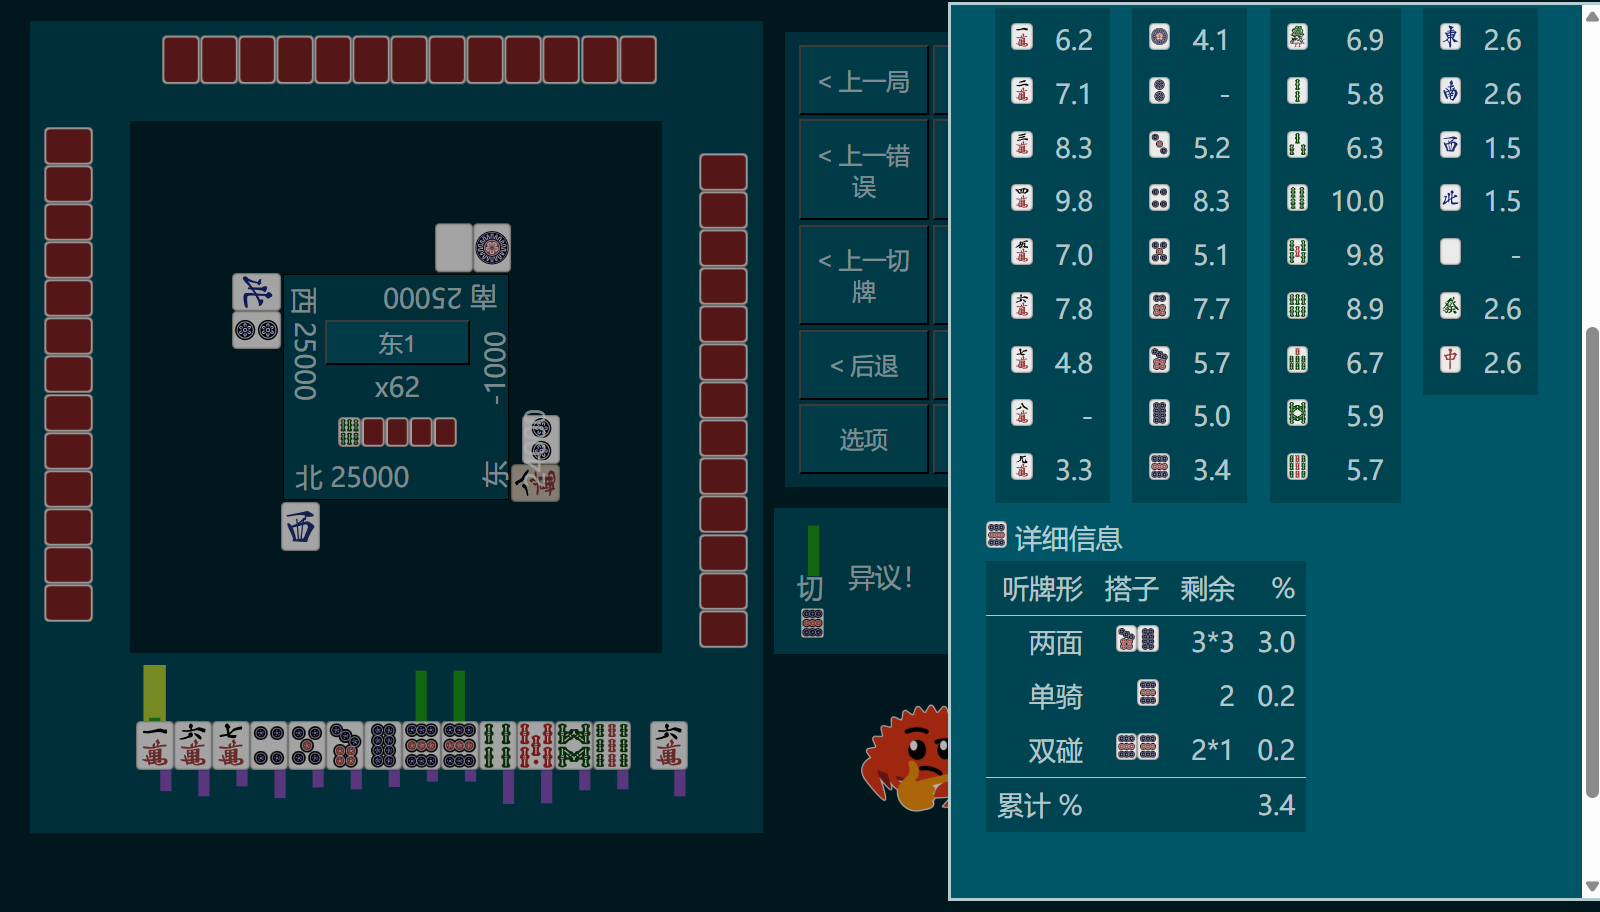 西 25000
南 25000
东1
x62
-1000
北 25000
东
< 上一局
< 上一错
误
< 上一切
牌
< 后退
选项
切
异议！
6.2 4.1 6.9 2.6
7.1 - 5.8 2.6
8.3 5.2 6.3 1.5
9.8 8.3 10.0 1.5
7.0 5.1 9.8 -
7.8 7.7 8.9 2.6
4.8 5.7 6.7 2.6
- 5.0 5.9
3.3 3.4 5.7
详细信息
听牌形 搭子 剩余 %
两面 3*3 3.0
单骑 2 0.2
双碰 2*1 0.2
累计 % 3.4